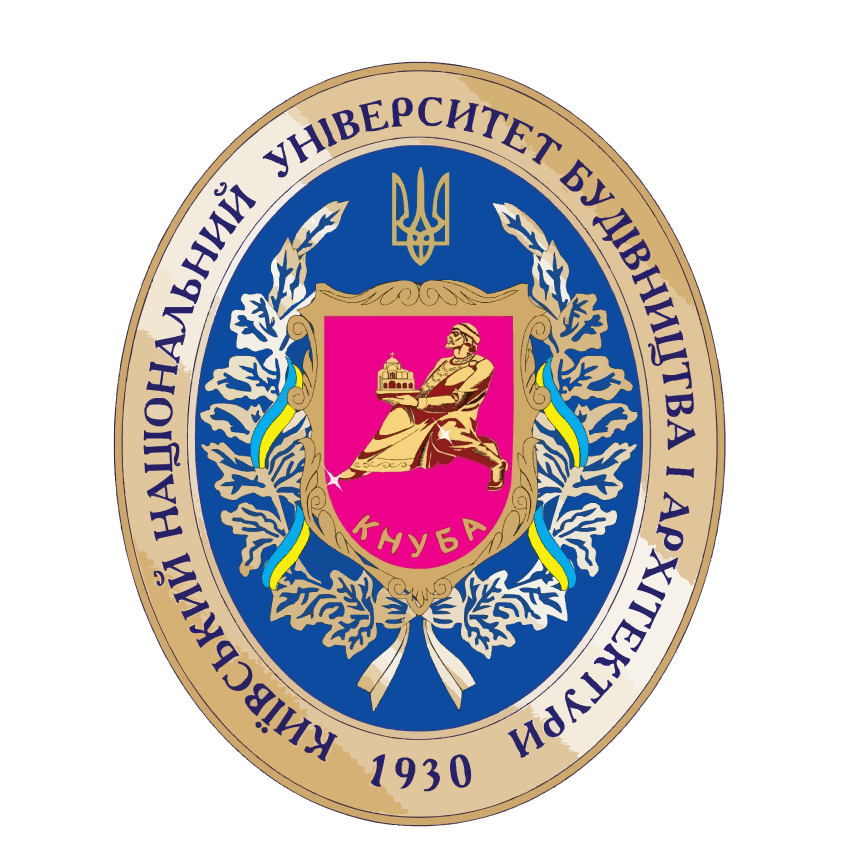 КИЇВСЬКИЙ НАЦІОНАЛЬНИЙ УНІВЕРСИТЕТ БУДІВНИЦТВА І АРХІТЕКТУРИ
КНУБА
1930